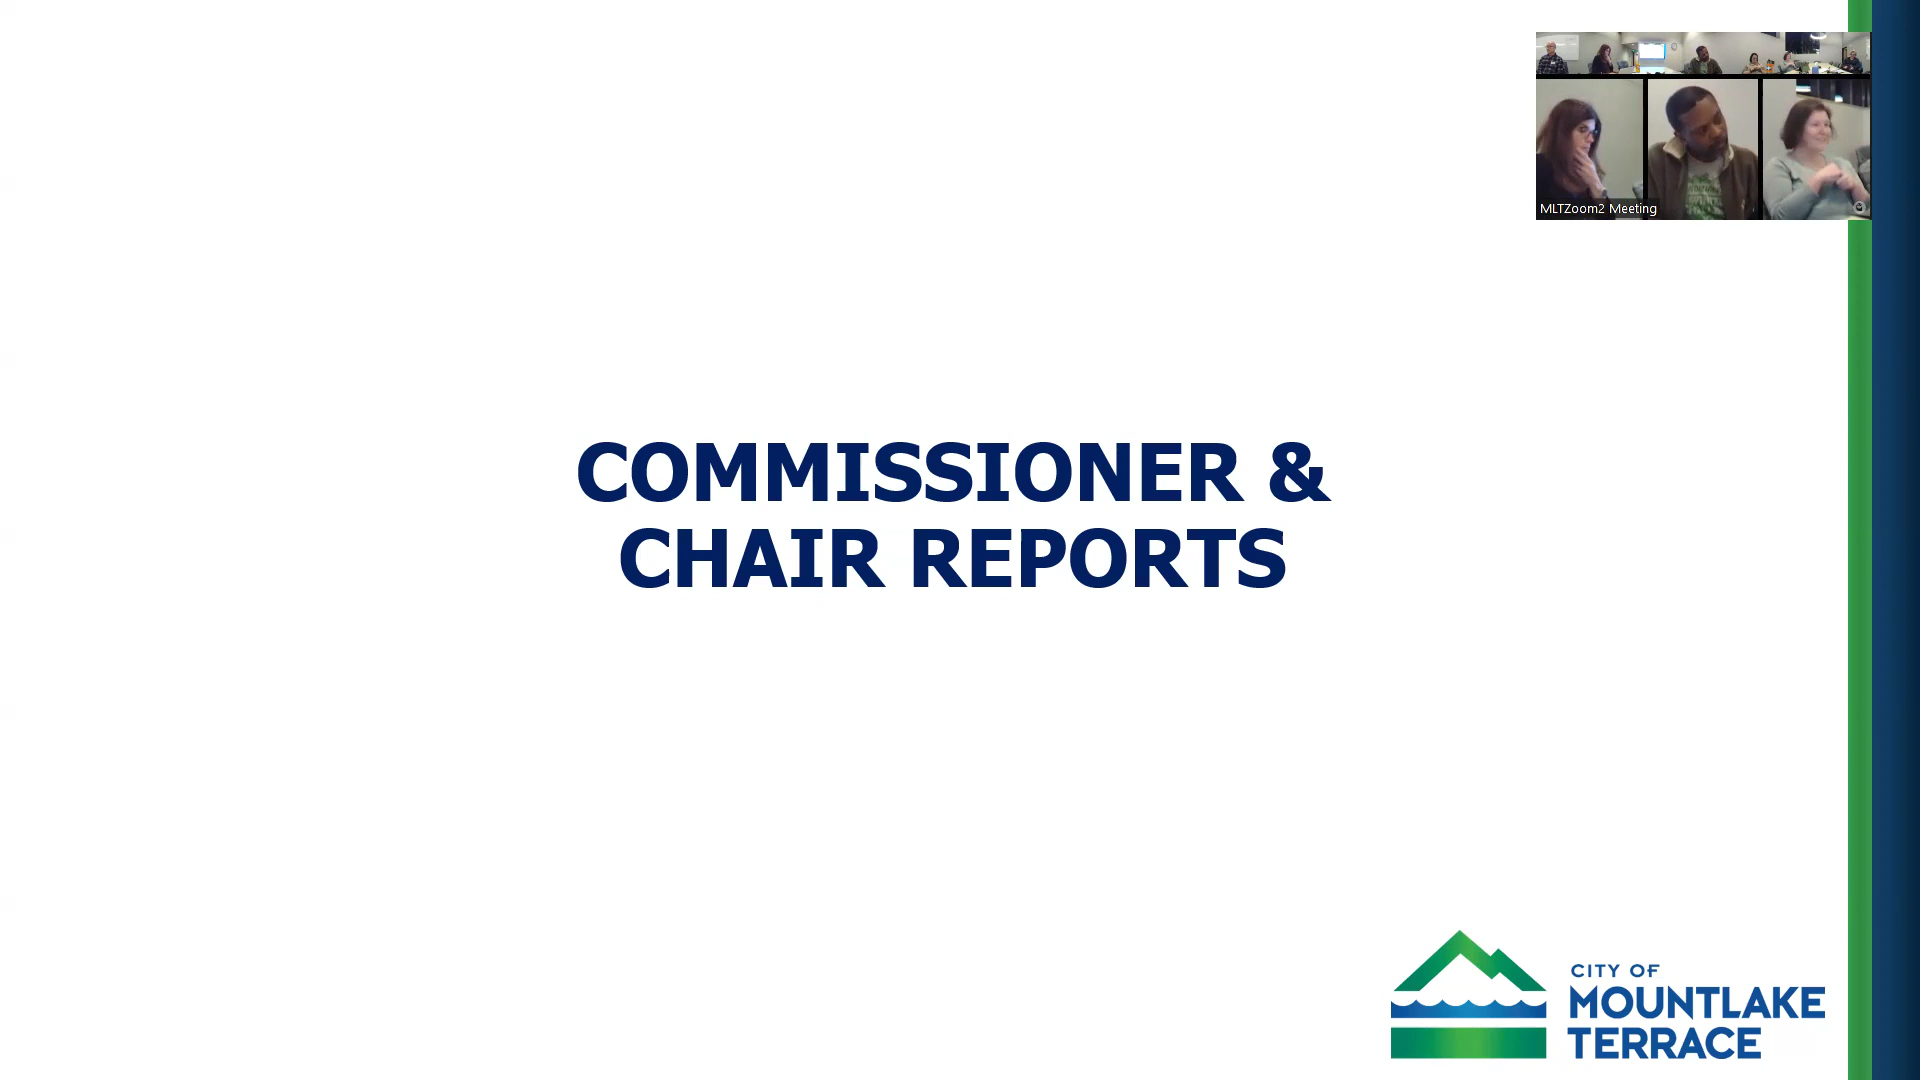 MLTZoom2 Meeting
COMMISSIONER &
CHAIR REPORTS
CITY OF
MOUNTLAKE
TERRACE